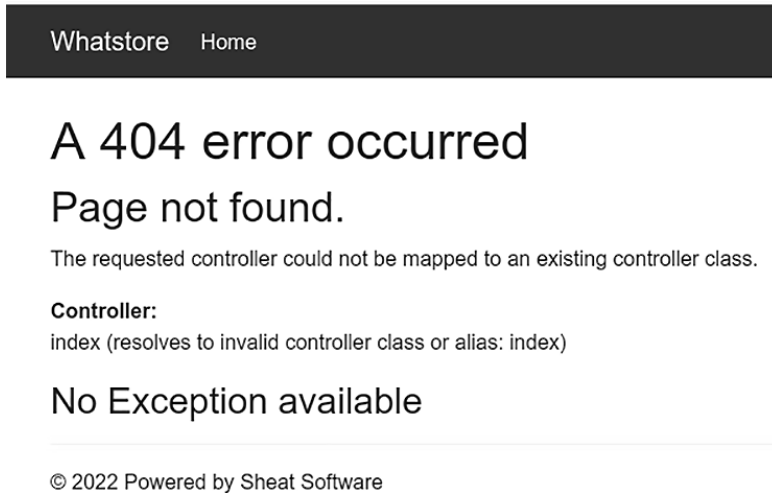 Whatstore Home
A 404 error occurred
Page not found.
The requested controller could not be mapped to an existing controller class.
Controller:
index (resolves to invalid controller class or alias: index)
No Exception available
© 2022 Powered by Sheat Software